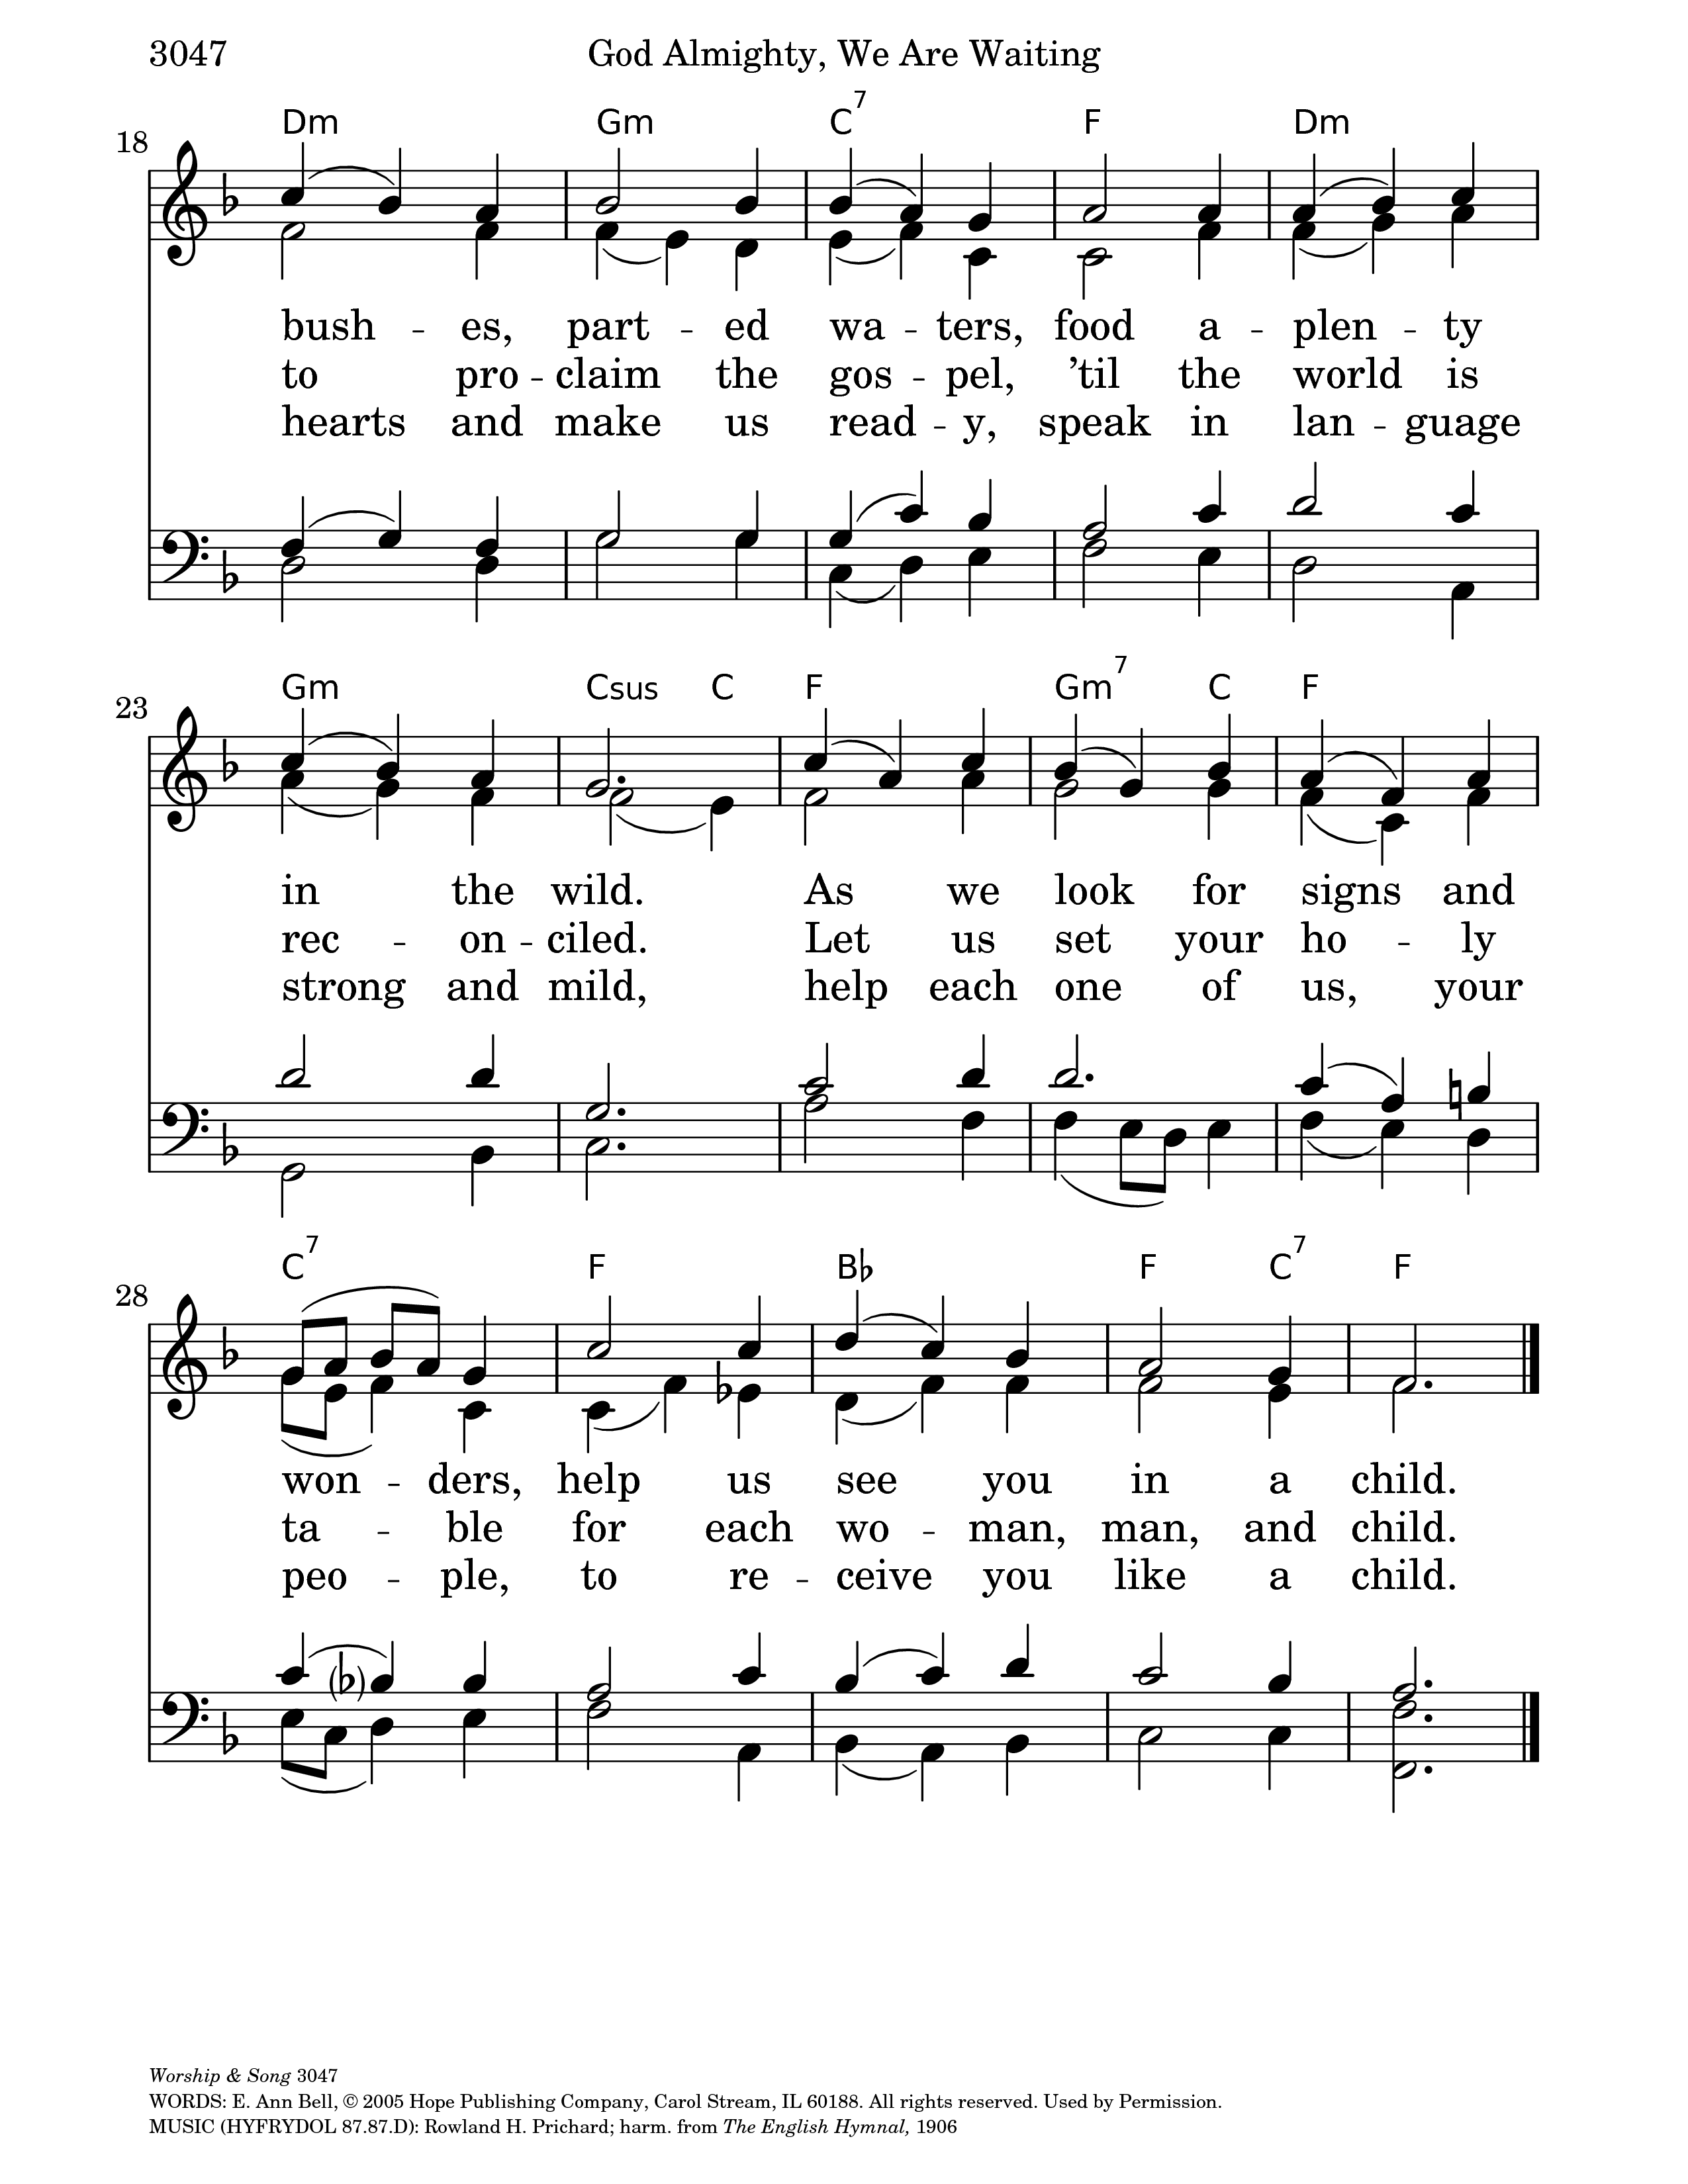 3047 God Almighty, We Are Waiting
Dm Gm C7 F Dm
18
bush - es, part - ed wa - ters, food a - plen - ty
to pro - claim the gos - pel, ’til the world is
hearts and make us read - y, speak in lan - guage
Gm Csus C F Gm7 C F
23
in the wild. As we look for signs and
rec - on - ciled. Let us set your ho - ly
strong and mild, help each one of us, your
C7 F B♭ F C7 F
28
won - ders, help us see you in a child.
ta - ble for each wo - man, man, and child.
peo - ple, to re - ceive you like a child.
Worship & Song 3047
WORDS: E. Ann Bell, © 2005 Hope Publishing Company, Carol Stream, IL 60188. All rights reserved. Used by Permission.
MUSIC (HYFRYDOL 87.87.D): Rowland H. Prichard; harm. from The English Hymnal, 1906